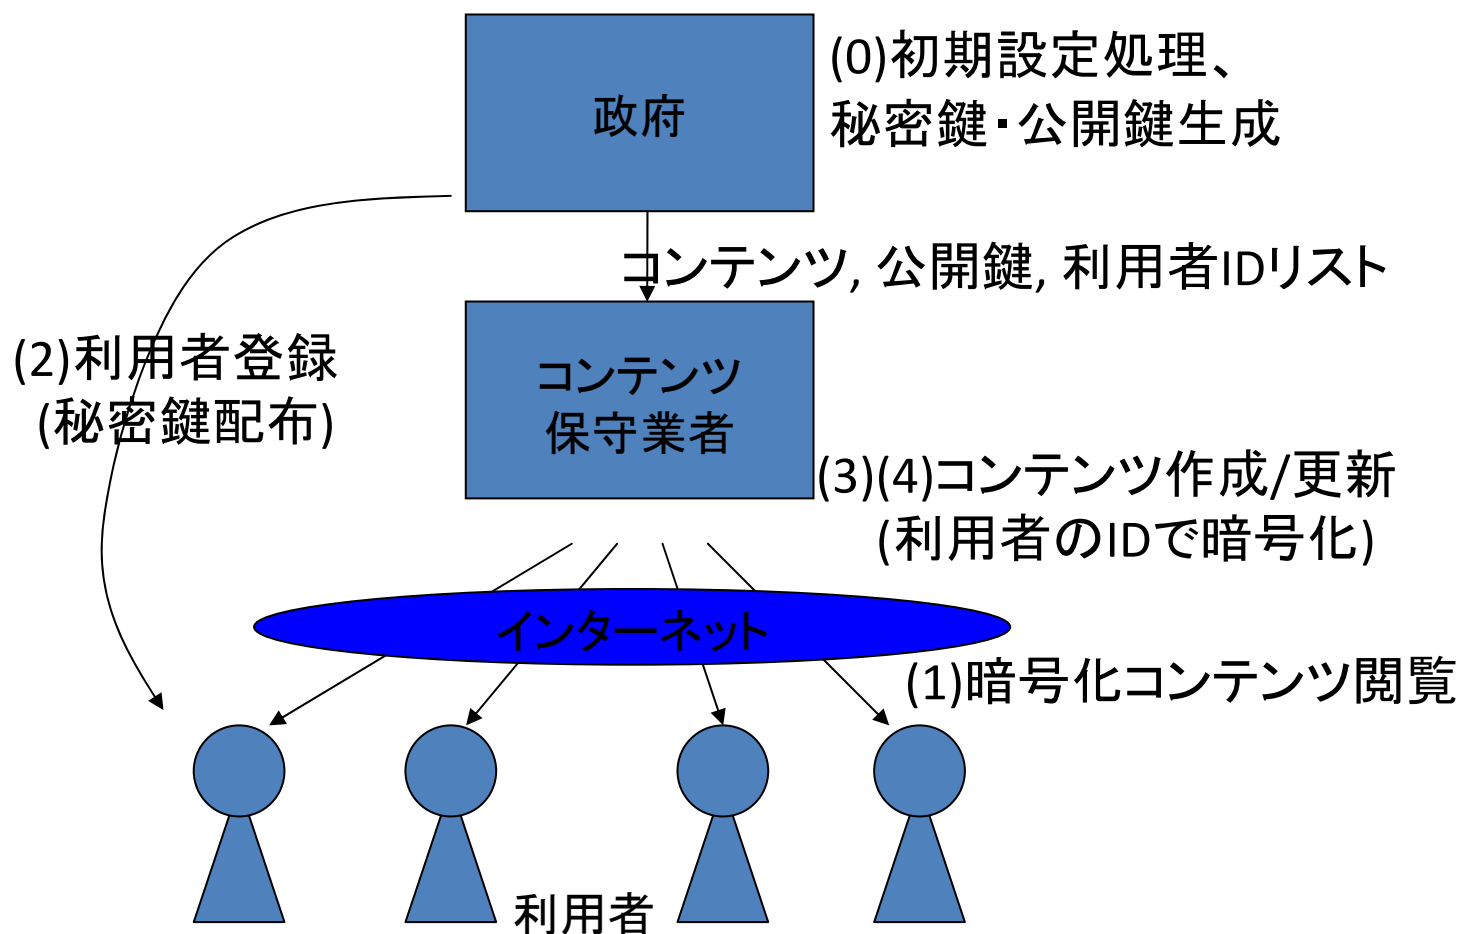 政府
(0)初期設定処理、
秘密鍵・公開鍵生成
コンテンツ, 公開鍵, 利用者IDリスト
(2)利用者登録
(秘密鍵配布)
コンテンツ
保守業者
(3)(4)コンテンツ作成/更新
(利用者のIDで暗号化)
インターネット
(1)暗号化コンテンツ閲覧
利用者